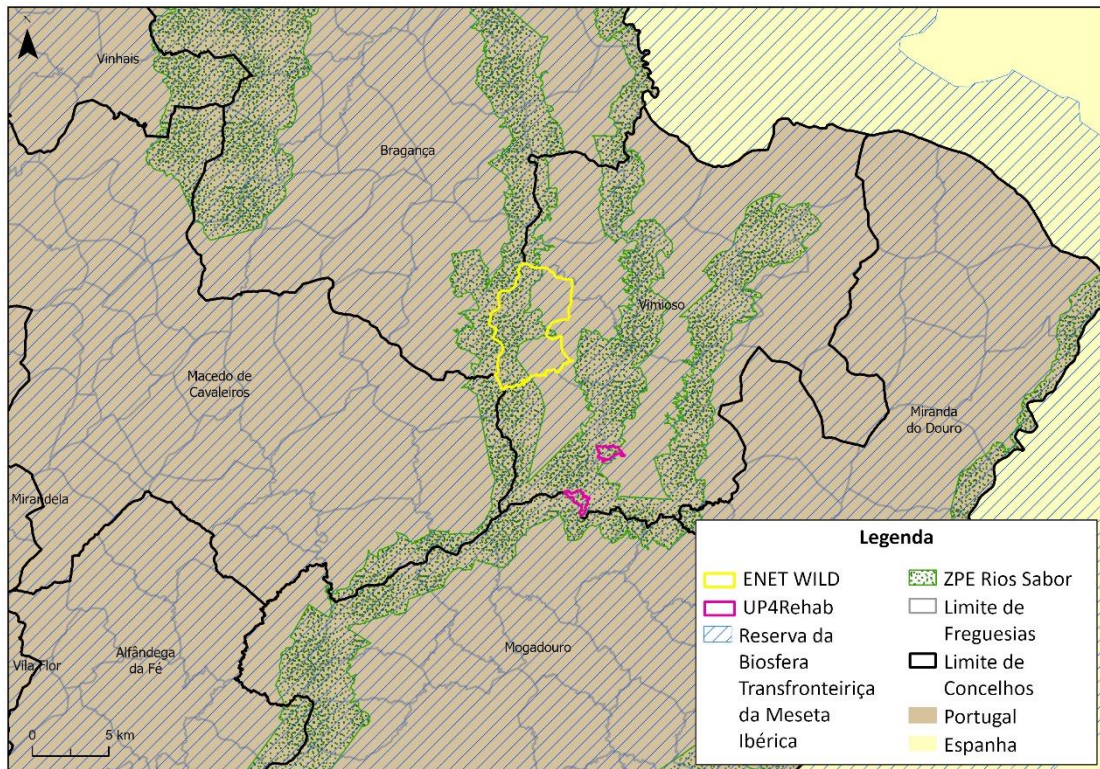 N
Vinhais
Bragança
Vimioso
Macedo de
Cavaleiros
Miranda
do Douro
Mirandela
Alfândega
da Fé
Vila Flor
Mogadouro
0 5 km
Legenda
ENET WILD
UP4Rehab
Reserva da
Biosfera
Transfronteiriça
da Meseta
Ibérica
ZPE Rios Sabor
Limite de
Freguesias
Limite de
Concelhos
Portugal
Espanha